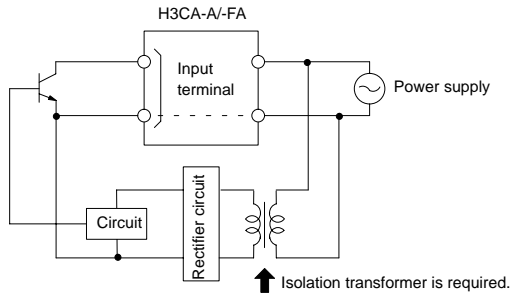 H3CA-A/-FA
Input
terminal
Power supply
Circuit
Rectifier circuit
Isolation transformer is required.